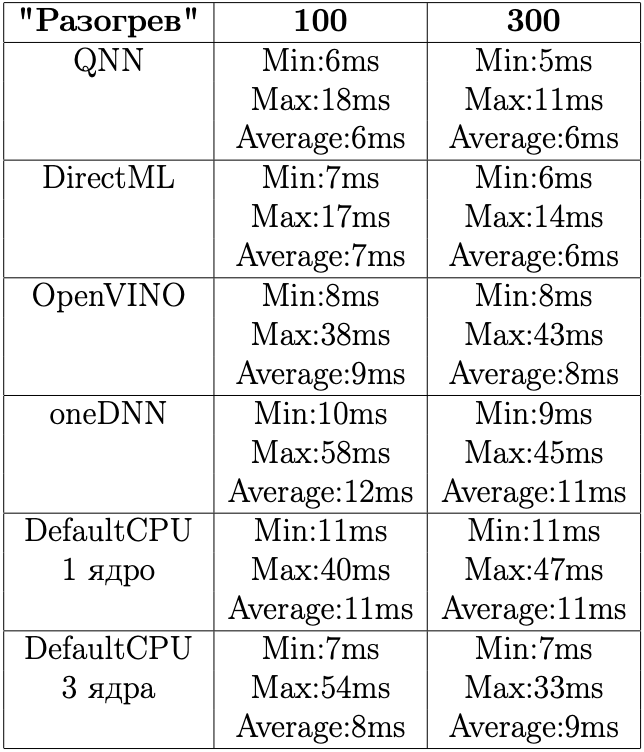 "Разогрев" 100 300
QNN Min:6ms Min:5ms
Max:18ms Max:11ms
Average:6ms Average:6ms
DirectML Min:7ms Min:6ms
Max:17ms Max:14ms
Average:7ms Average:6ms
OpenVINO Min:8ms Min:8ms
Max:38ms Max:43ms
Average:9ms Average:8ms
oneDNN Min:10ms Min:9ms
Max:58ms Max:45ms
Average:12ms Average:11ms
DefaultCPU Min:11ms Min:11ms
1 ядро Max:40ms Max:47ms
Average:11ms Average:11ms
DefaultCPU Min:7ms Min:7ms
3 ядра Max:54ms Max:33ms
Average:8ms Average:9ms